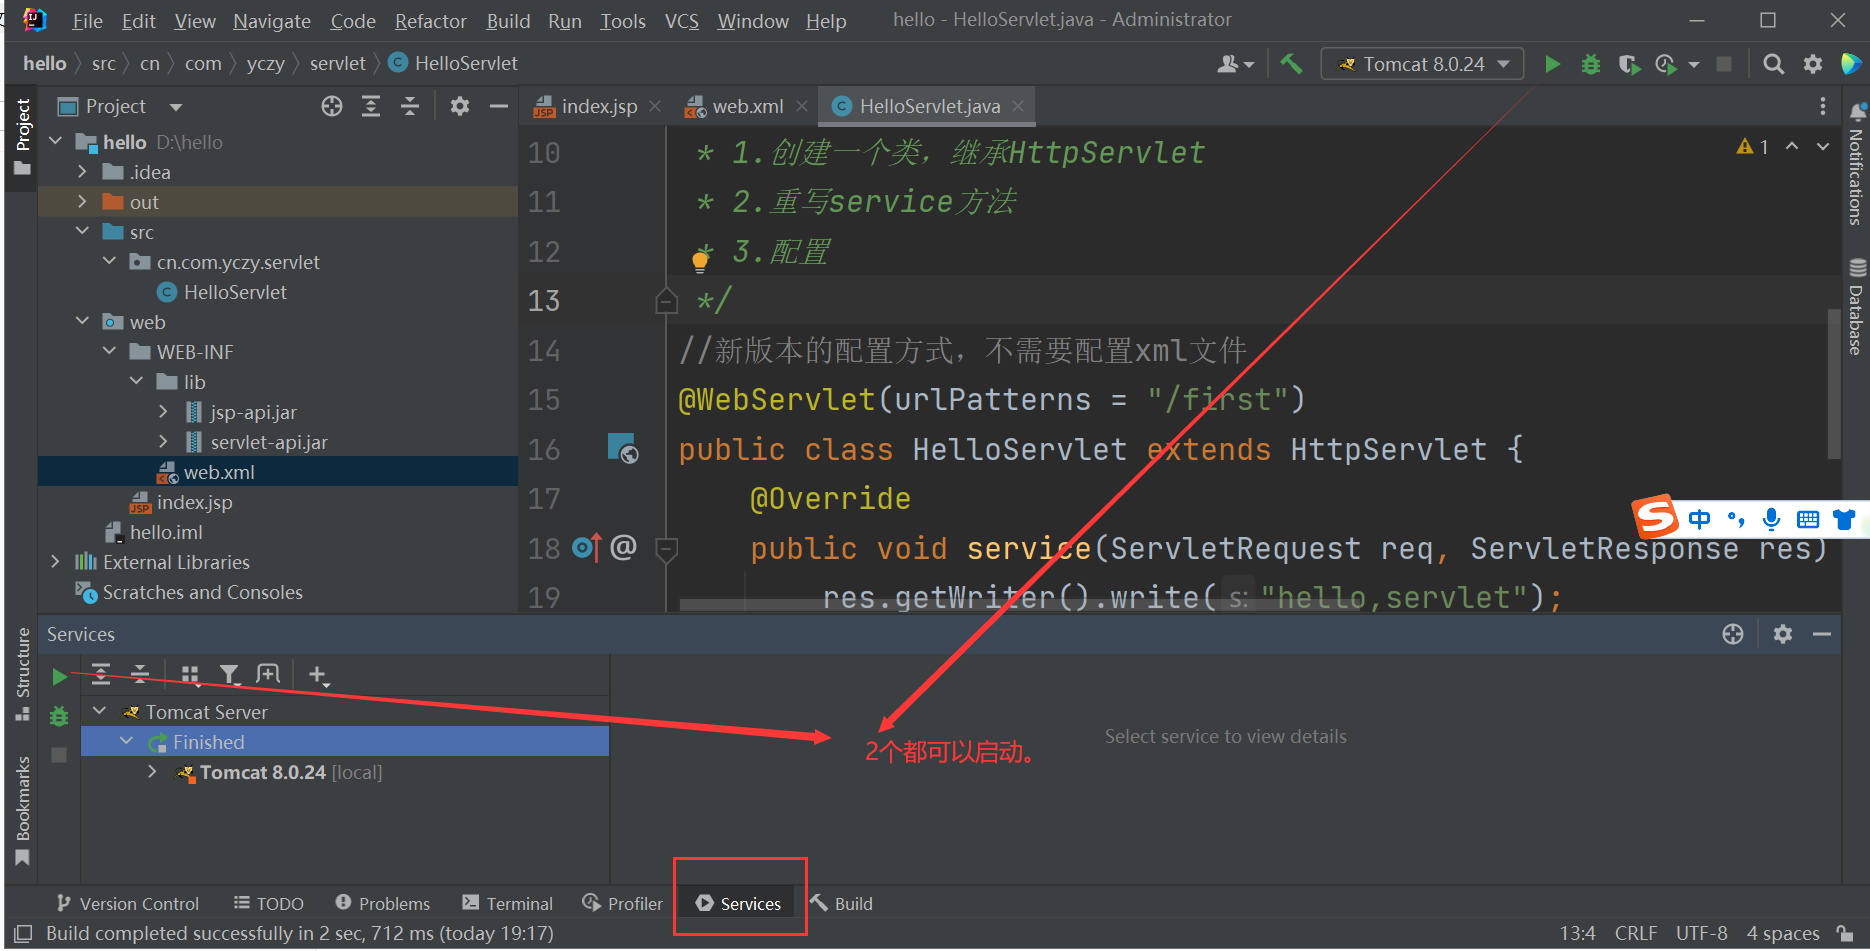 File Edit View Navigate Code Refactor Build Run Tools VCS Window Help hello - HelloServlet.java - Administrator
hello src cn com yczy servlet HelloServlet Tomcat 8.0.24
Project
index.jsp web.xml HelloServlet.java
Project
hello D:\hello
.idea
out
src
cn.com.yczy.servlet
HelloServlet
web
WEB-INF
lib
jsp-api.jar
servlet-api.jar
web.xml
index.jsp
hello.iml
External Libraries
Scratches and Consoles
10 * 1.创建一个类，继承HttpServlet
11 * 2.重写service方法
12 * 3.配置
13 */
14 //新版本的配置方式，不需要配置xml文件
15 @WebServlet(urlPatterns = "/first")
16 public class HelloServlet extends HttpServlet {
17 @Override
18 public void service(ServletRequest req, ServletResponse res)
19 res.getWriter().write( s: "hello,servlet");
1
Notifications
Database
中
Structure
Bookmarks
Services
Tomcat Server
Finished
Tomcat 8.0.24 [local]
2个都可以启动。
Select service to view details
Version Control TODO Problems Terminal Profiler Services Build
Build completed successfully in 2 sec, 712 ms (today 19:17) 13:4 CRLF UTF-8 4 spaces